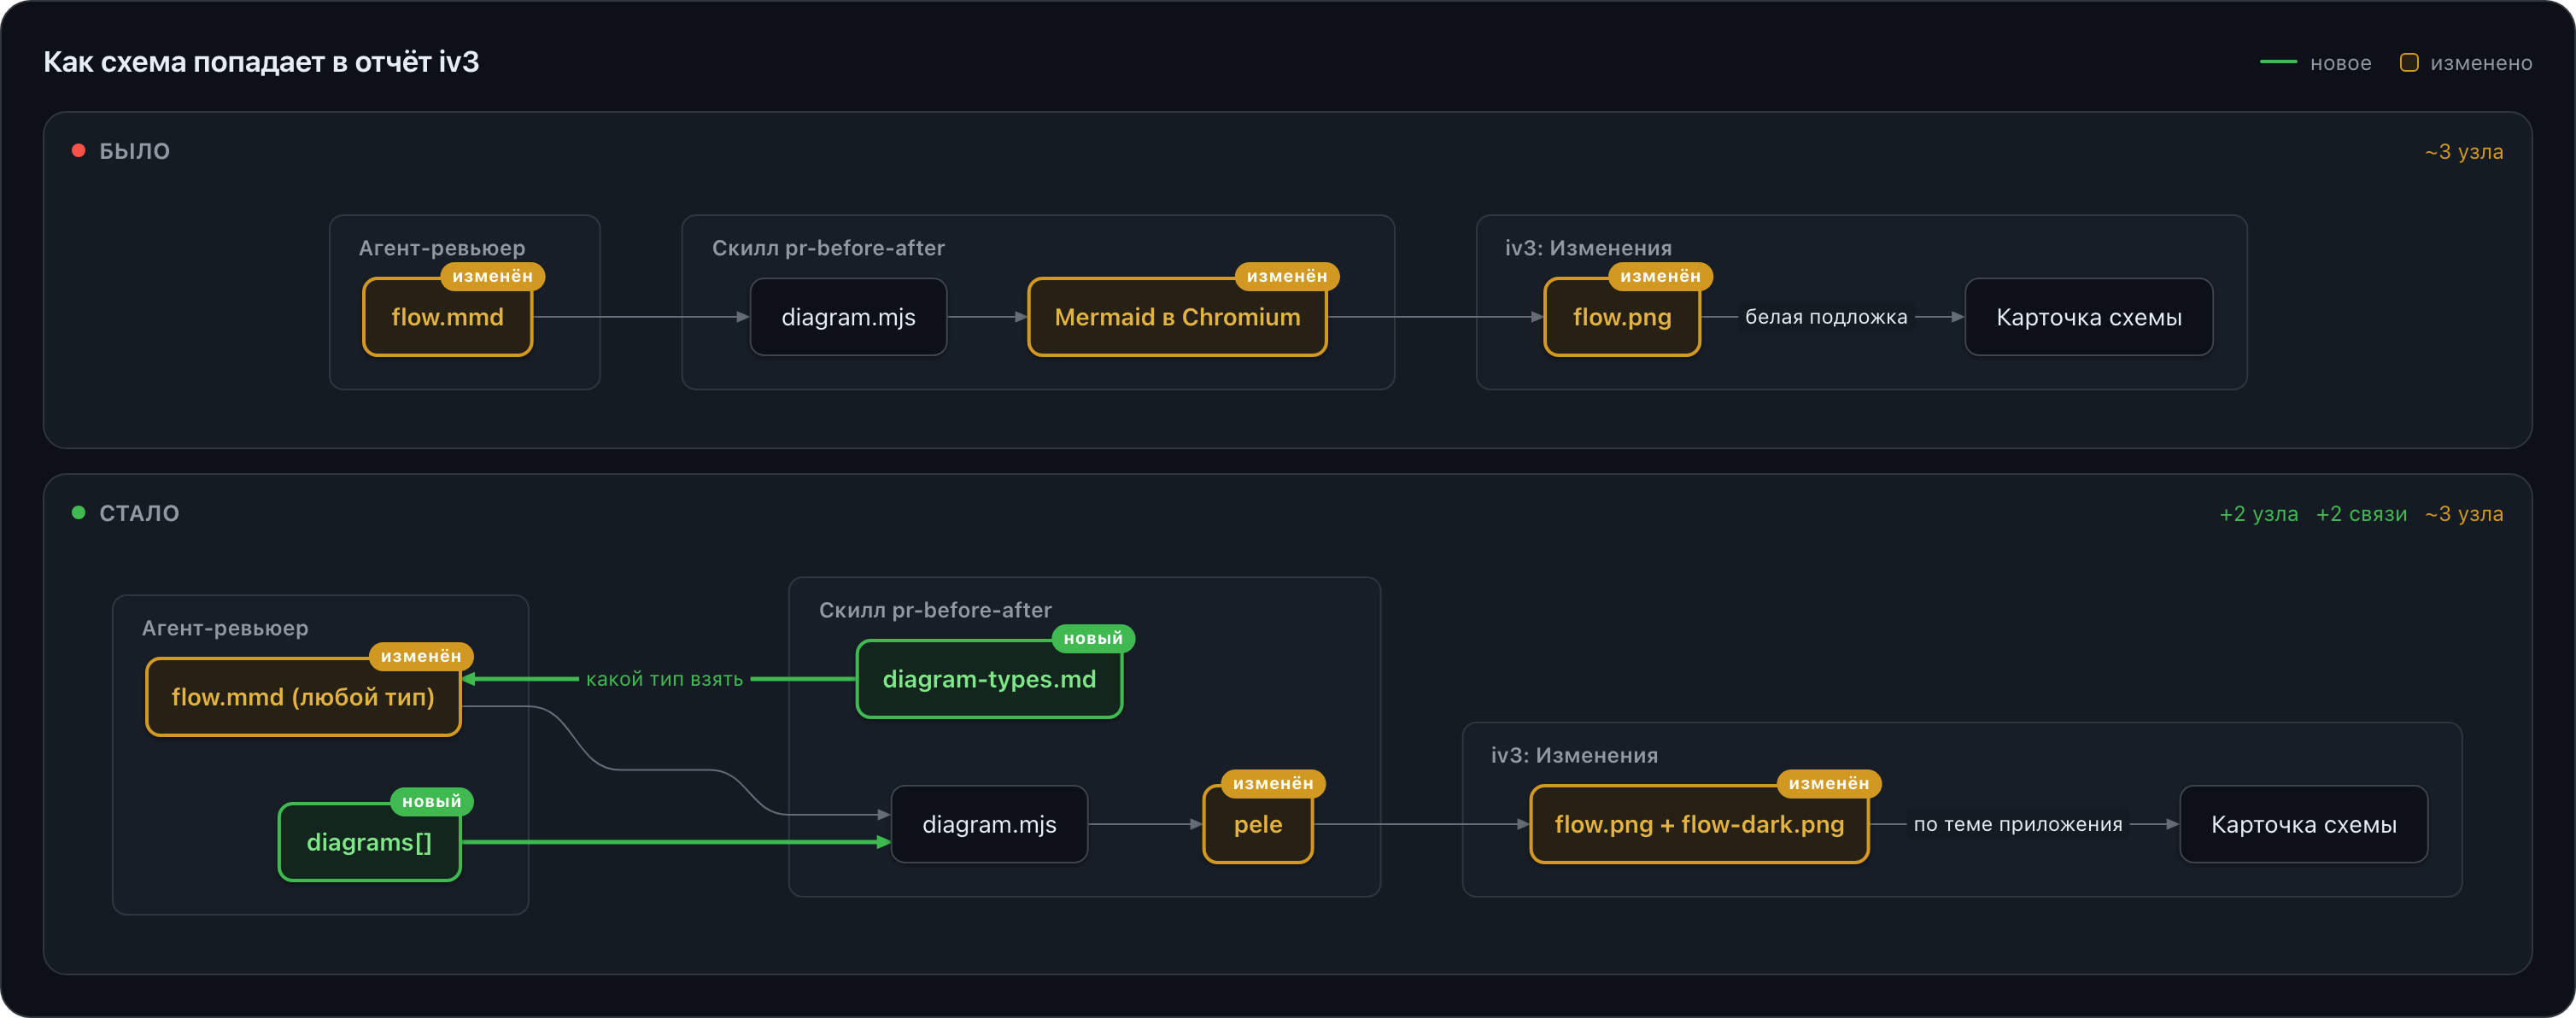 Как схема попадает в отчёт iv3
новое
изменено
БЫЛО
~3 узла
Агент-ревьюер
изменён
flow.mmd
Скилл pr-before-after
diagram.mjs
изменён
Mermaid в Chromium
iv3: Изменения
изменён
flow.png
белая подложка
Карточка схемы
СТАЛО
+2 узла +2 связи ~3 узла
Агент-ревьюер
изменён
flow.mmd (любой тип)
новый
diagrams[]
какой тип взять
Скилл pr-before-after
новый
diagram-types.md
diagram.mjs
изменён
pele
iv3: Изменения
изменён
flow.png + flow-dark.png
по теме приложения
Карточка схемы